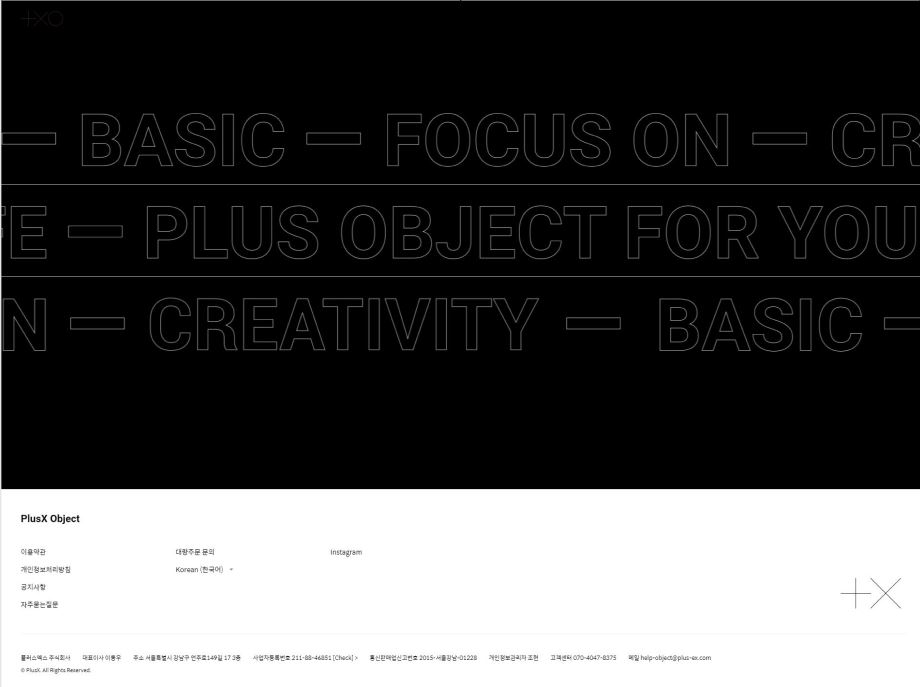 +XO
— BASIC — FOCUS ON — CR
E — PLUS OBJECT FOR YOU
N — CREATIVITY — BASIC —
PlusX Object
이용약관 대량주문 문의 Instagram
개인정보처리방침 Korean (한국어)
공지사항
자주묻는질문
+X
플러스엑스 주식회사 대표이사 이통우 주소 서울특별시 강남구 언주로149길 17 3층 사업자등록번호 211-88-46851 [Check] > 통신판매업신고번호 2015-서울강남-01228 개인정보관리자 조현 고객센터 070-4047-8375 메일 help-object@plus-ex.com
© PlusX. All Rights Reserved.